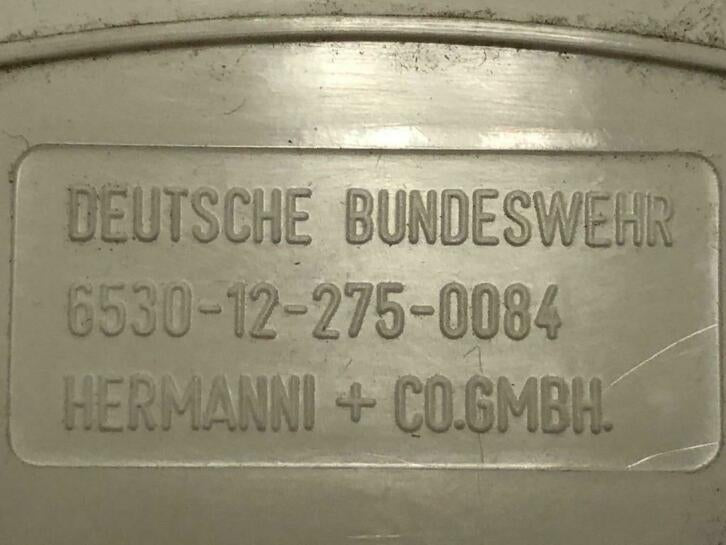 DEUTSCHE BUNDESWEHR
6530-12-275-0084
HERMANNI + CO.GMBH.